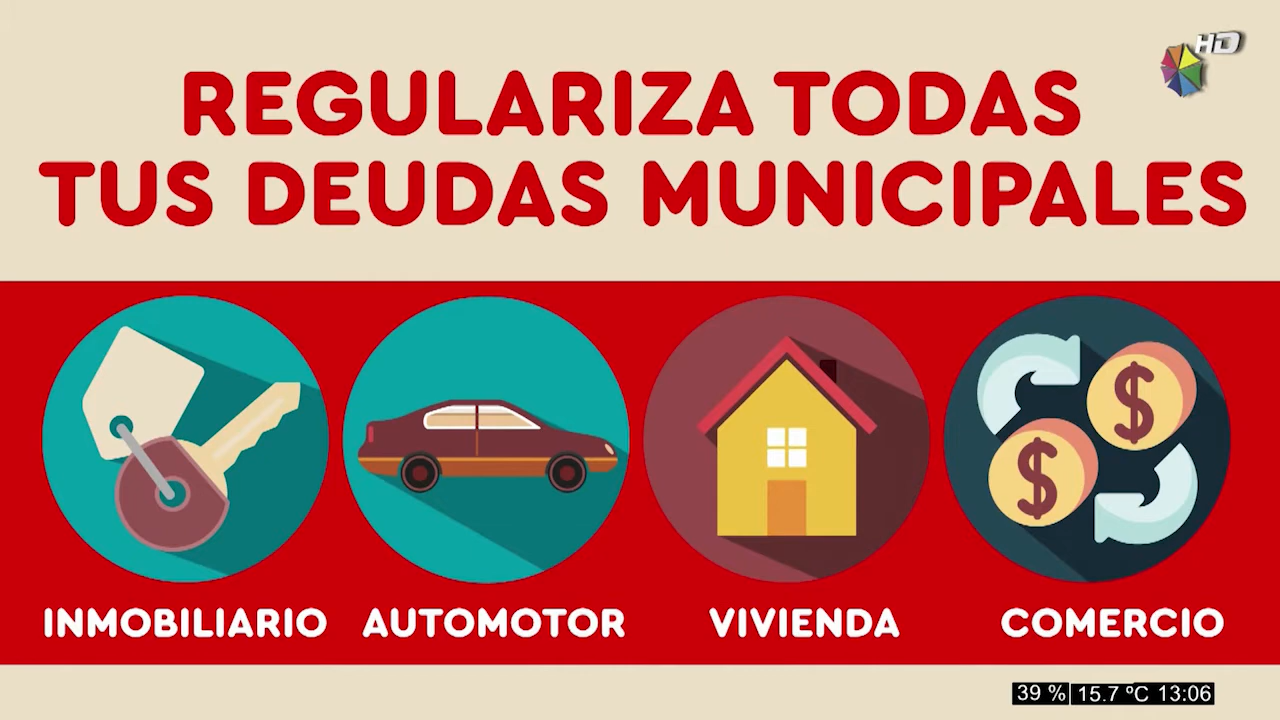 HD
REGULARIZA TODAS
TUS DEUDAS MUNICIPALES
$
$
INMOBILIARIO AUTOMOTOR VIVIENDA COMERCIO
39 % 15.7 ºC 13:06